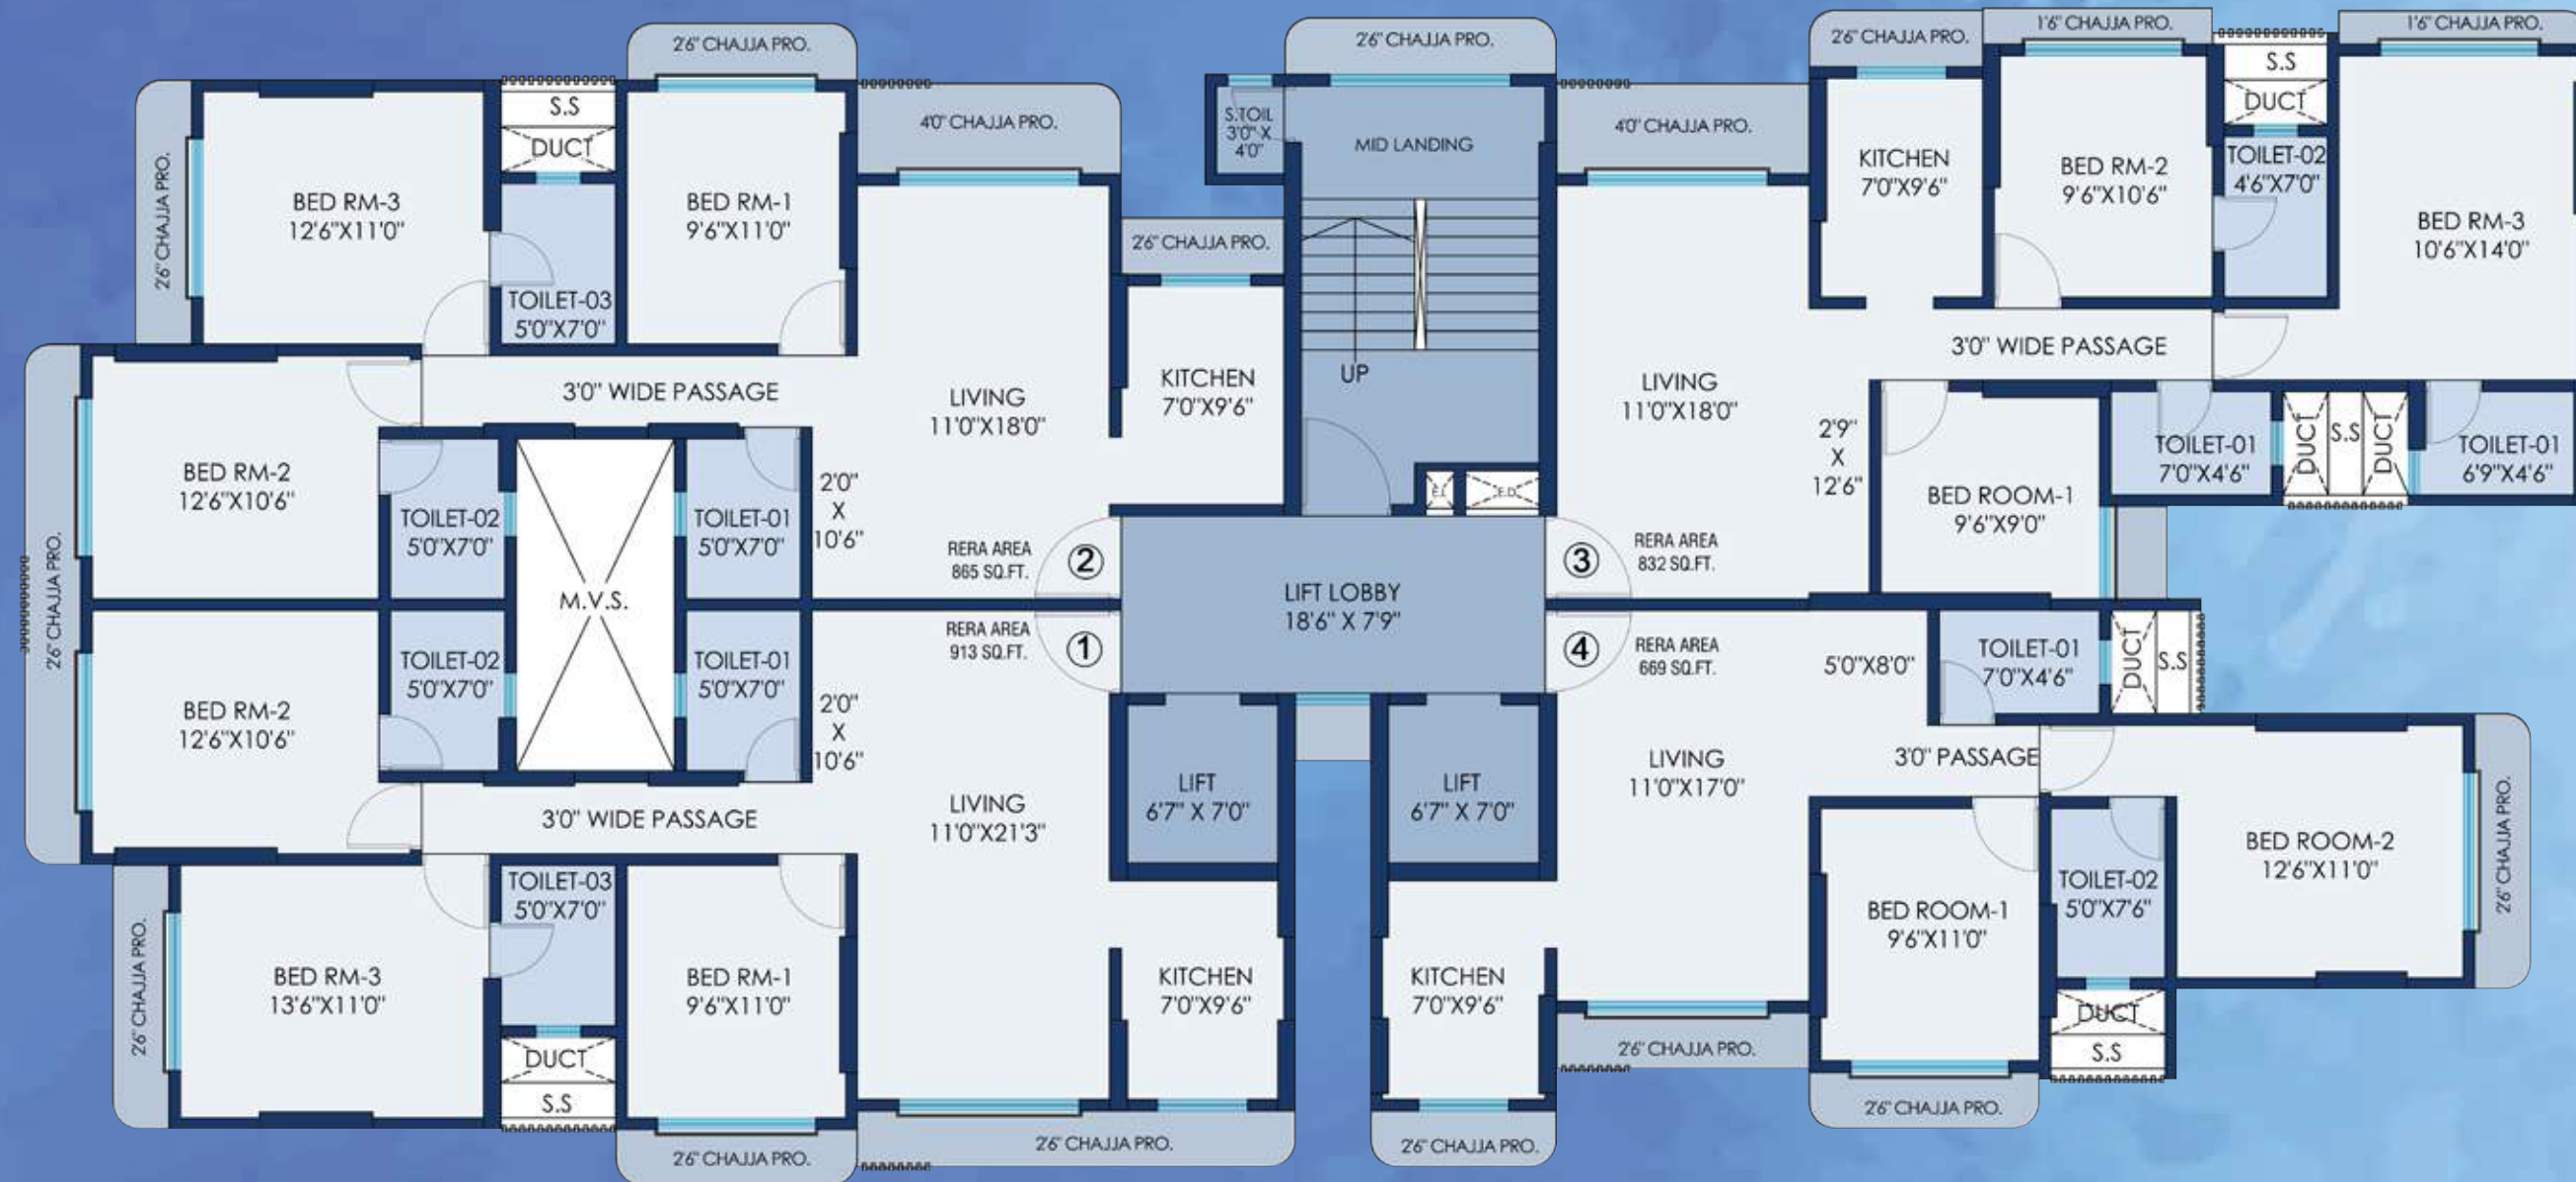 2'6" CHAJJA PRO.
2'6" CHAJJA PRO.
S.S
DUCT
BED RM-3
12'6"X11'0"
TOILET-03
5'0"X7'0"
BED RM-1
9'6"X11'0"
4'0" CHAJJA PRO.
2'6" CHAJJA PRO.
KITCHEN
7'0"X9'6"
LIVING
11'0"X18'0"
3'0" WIDE PASSAGE
2'6" CHAJJA PRO.
BED RM-2
12'6"X10'6"
TOILET-02
5'0"X7'0"
M.V.S.
TOILET-01
5'0"X7'0"
2'0"
X
10'6"
RERA AREA
865 SQ.FT.
2
2'6" CHAJJA PRO.
S.TOIL
3'0" X
4'0"
MID LANDING
UP
E.D.
LIFT LOBBY
18'6" X 7'9"
4'0" CHAJJA PRO.
2'6" CHAJJA PRO.
1'6" CHAJJA PRO.
1'6" CHAJJA PRO.
KITCHEN
7'0"X9'6"
BED RM-2
9'6"X10'6"
S.S
DUCT
TOILET-02
4'6"X7'0"
BED RM-3
10'6"X14'0"
3'0" WIDE PASSAGE
LIVING
11'0"X18'0"
2'9"
X
12'6"
BED ROOM-1
9'6"X9'0"
TOILET-01
7'0"X4'6"
DUCT
S.S
DUCT
TOILET-01
6'9"X4'6"
3
RERA AREA
832 SQ.FT.
BED RM-2
12'6"X10'6"
TOILET-02
5'0"X7'0"
TOILET-01
5'0"X7'0"
2'0"
X
10'6"
RERA AREA
913 SQ.FT.
1
3'0" WIDE PASSAGE
LIVING
11'0"X21'3"
LIFT
6'7" X 7'0"
LIFT
6'7" X 7'0"
2'6" CHAJJA PRO.
BED RM-3
13'6"X11'0"
TOILET-03
5'0"X7'0"
DUCT
S.S
BED RM-1
9'6"X11'0"
KITCHEN
7'0"X9'6"
2'6" CHAJJA PRO.
2'6" CHAJJA PRO.
4
RERA AREA
669 SQ.FT.
5'0"X8'0"
TOILET-01
7'0"X4'6"
DUCT
S.S
3'0" PASSAGE
LIVING
11'0"X17'0"
BED ROOM-2
12'6"X11'0"
2'6" CHAJJA PRO.
BED ROOM-1
9'6"X11'0"
TOILET-02
5'0"X7'6"
DUCT
S.S
KITCHEN
7'0"X9'6"
2'6" CHAJJA PRO.
2'6" CHAJJA PRO.
2'6" CHAJJA PRO.